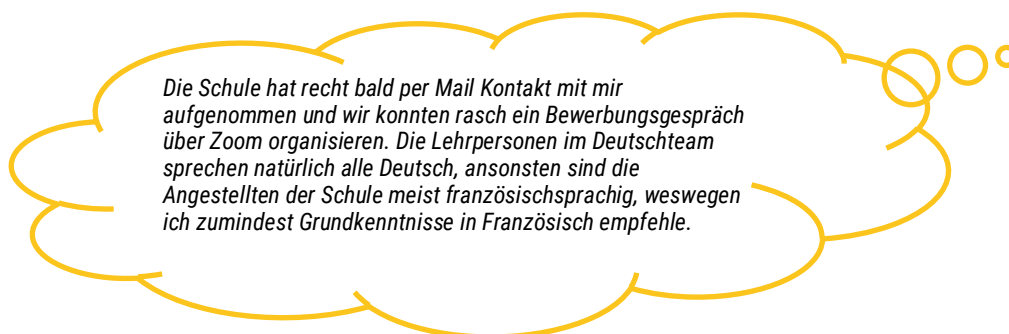 Die Schule hat recht bald per Mail Kontakt mit mir
aufgenommen und wir konnten rasch ein Bewerbungsgespräch
über Zoom organisieren. Die Lehrpersonen im Deutschteam
sprechen natürlich alle Deutsch, ansonsten sind die
Angestellten der Schule meist französischsprachig, weswegen
ich zumindest Grundkenntnisse in Französisch empfehle.